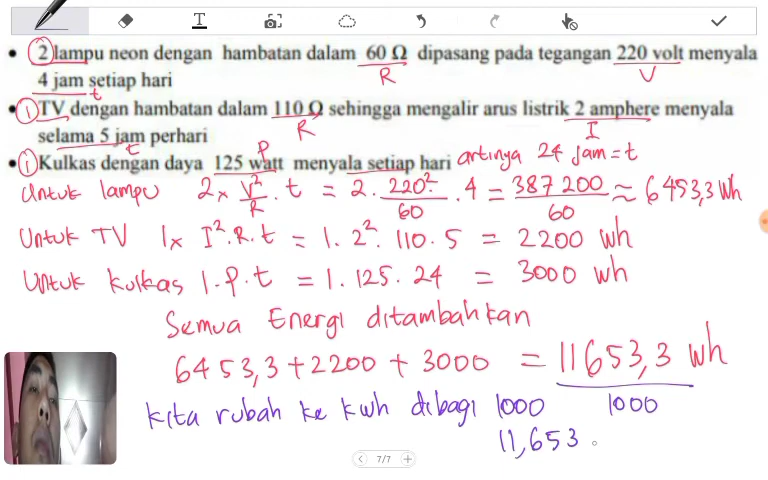 T
• 2 lampu neon dengan hambatan dalam 60 Ω dipasang pada tegangan 220 volt menyala
R V
4 jam setiap hari
t
• 1 TV dengan hambatan dalam 110 Ω sehingga mengalir arus listrik 2 amphere menyala
R I
selama 5 jam perhari
t P
• 1 Kulkas dengan daya 125 watt menyala setiap hari artinya 24 Jam = t
Untuk lampu 2 x V²/R . t = 2 . 220²/60 . 4 = 387200/60 ≈ 6453,3 Wh
Untuk TV 1x I².R.t = 1. 2². 110. 5 = 2200 Wh
Untuk kulkas 1.P.t = 1.125.24 = 3000 Wh
Semua Energi ditambahkan
6453,3 + 2200 + 3000 = 11653,3 Wh
kita rubah ke kwh dibagi 1000 1000
11,653
7/7